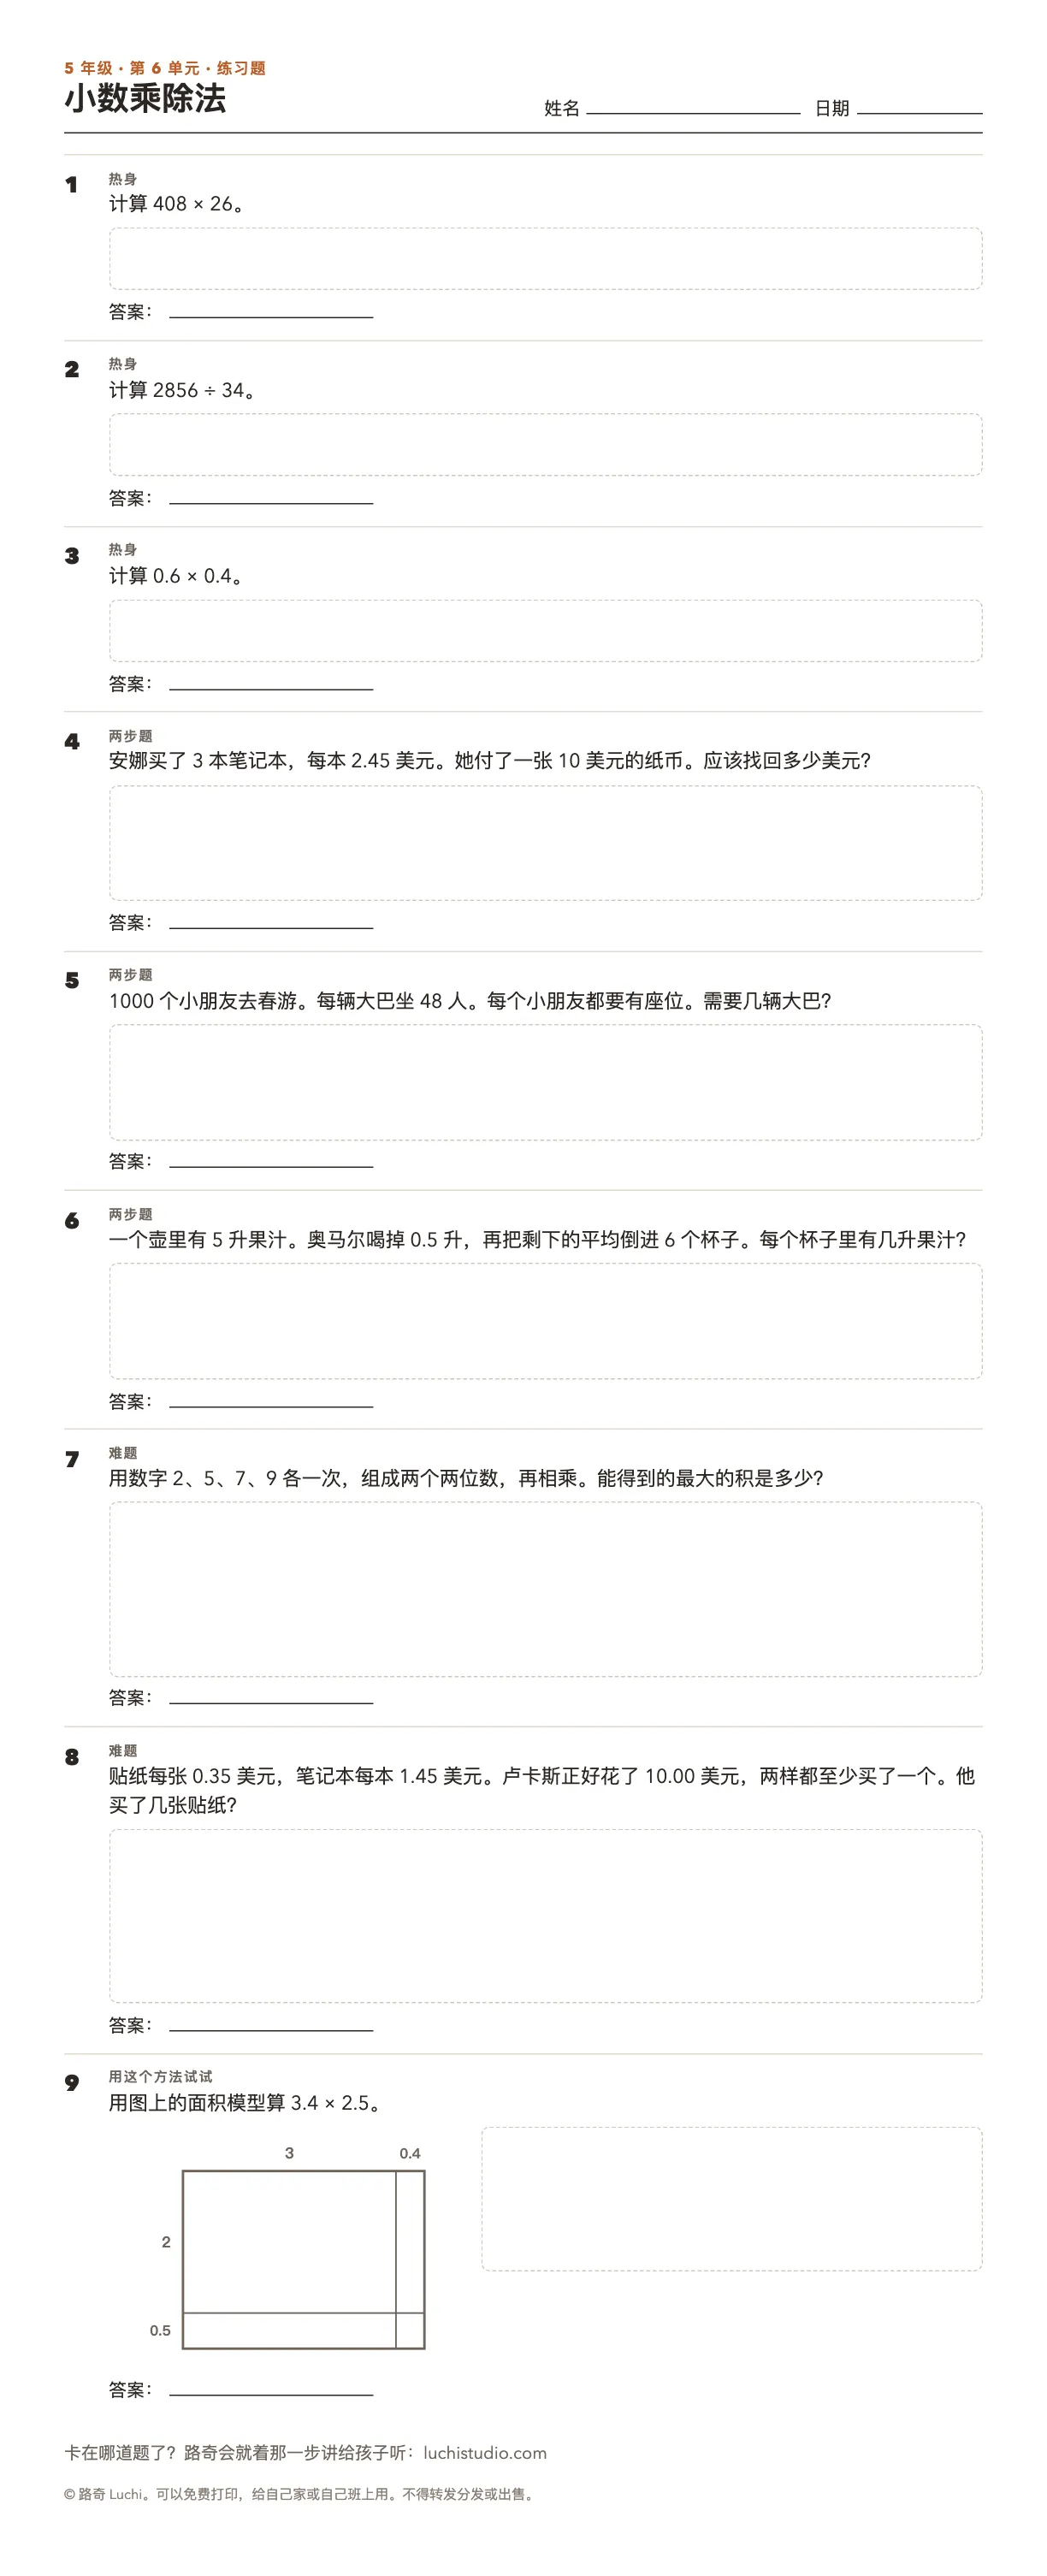 5 年级 · 第 6 单元 · 练习题
小数乘除法
姓名
日期
1
热身
计算 408 × 26。
答案：
2
热身
计算 2856 ÷ 34。
答案：
3
热身
计算 0.6 × 0.4。
答案：
4
两步题
安娜买了 3 本笔记本，每本 2.45 美元。她付了一张 10 美元的纸币。应该找回多少美元？
答案：
5
两步题
1000 个小朋友去春游。每辆大巴坐 48 人。每个小朋友都要有座位。需要几辆大巴？
答案：
6
两步题
一个壶里有 5 升果汁。奥马尔喝掉 0.5 升，再把剩下的平均倒进 6 个杯子。每个杯子里有几升果汁？
答案：
7
难题
用数字 2、5、7、9 各一次，组成两个两位数，再相乘。能得到的最大的积是多少？
答案：
8
难题
贴纸每张 0.35 美元，笔记本每本 1.45 美元。卢卡斯正好花了 10.00 美元，两样都至少买了一个。他
买了几张贴纸？
答案：
9
用这个方法试试
用图上的面积模型算 3.4 × 2.5。
3
0.4
2
0.5
答案：
卡在哪道题了？路奇会就着那一步讲给孩子听：luchistudio.com
© 路奇 Luchi。可以免费打印，给自己家或自己班上用。不得转发分发或出售。